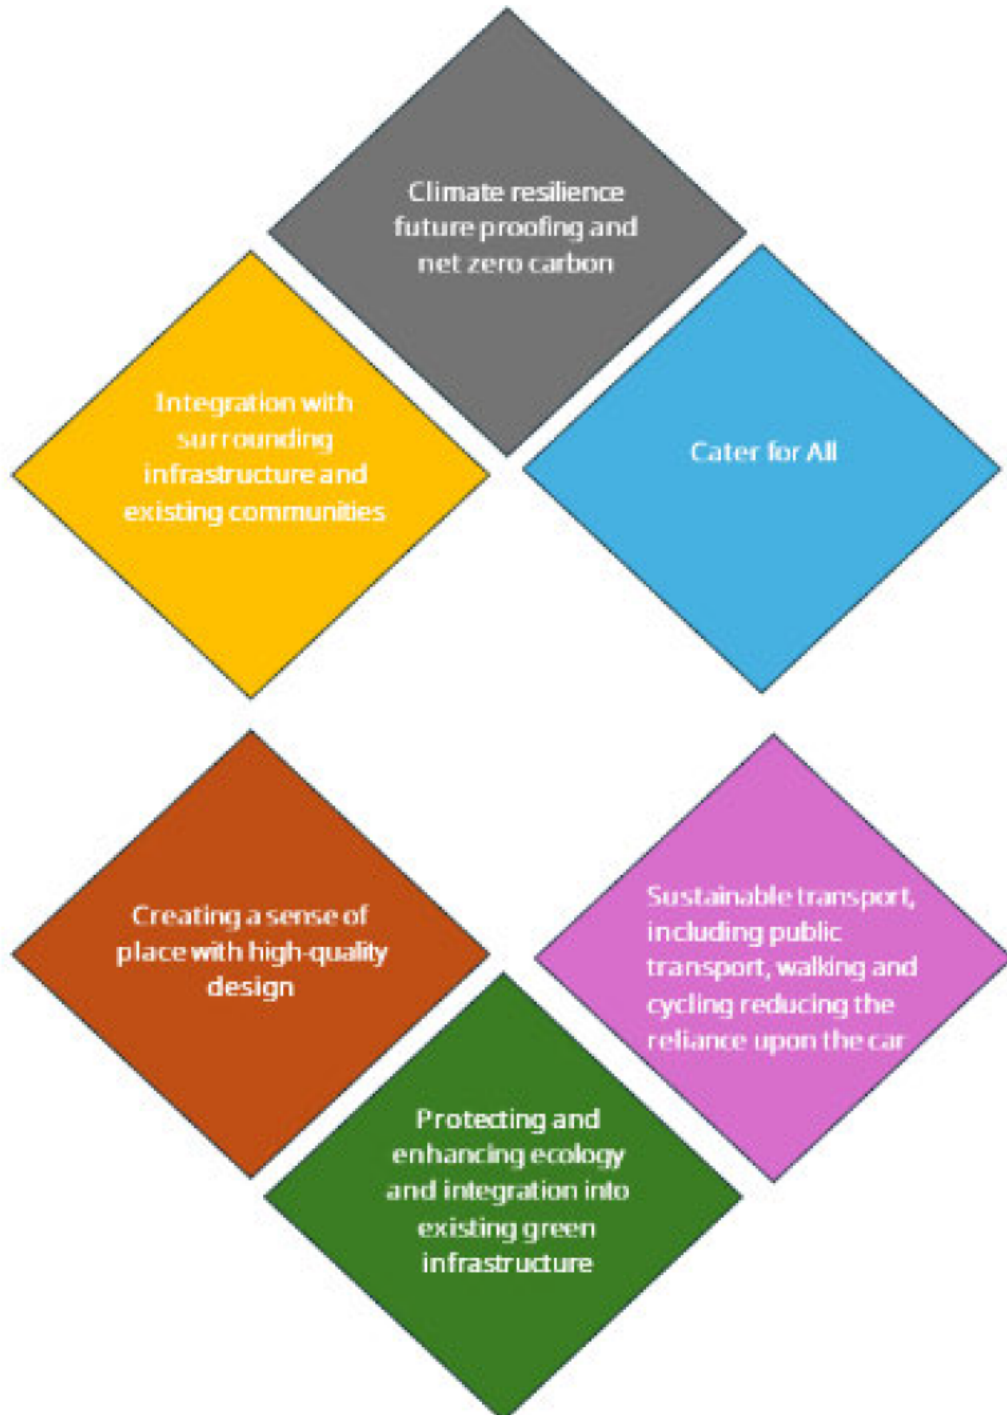 Climate resilience
future proofing and
net zero carbon
Integration with
surrounding
infrastructure and
existing communities
Cater for All
Creating a sense of
place with high-quality
design
Sustainable transport,
including public
transport, walking and
cycling reducing the
reliance upon the car
Protecting and
enhancing ecology
and integration into
existing green
infrastructure